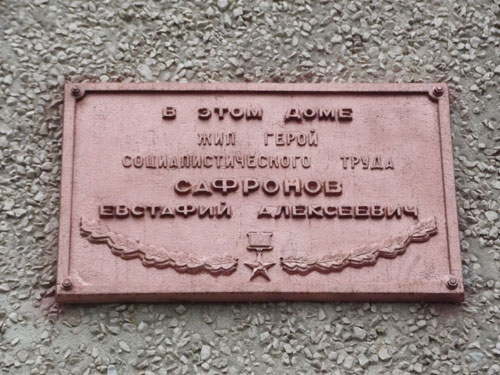 В ЭТОМ ДОМЕ
ЖИЛ ГЕРОЙ
СОЦИАЛИСТИЧЕСКОГО ТРУДА
САФРОНОВ
ЕВСТАФИЙ АЛЕКСЕЕВИЧ